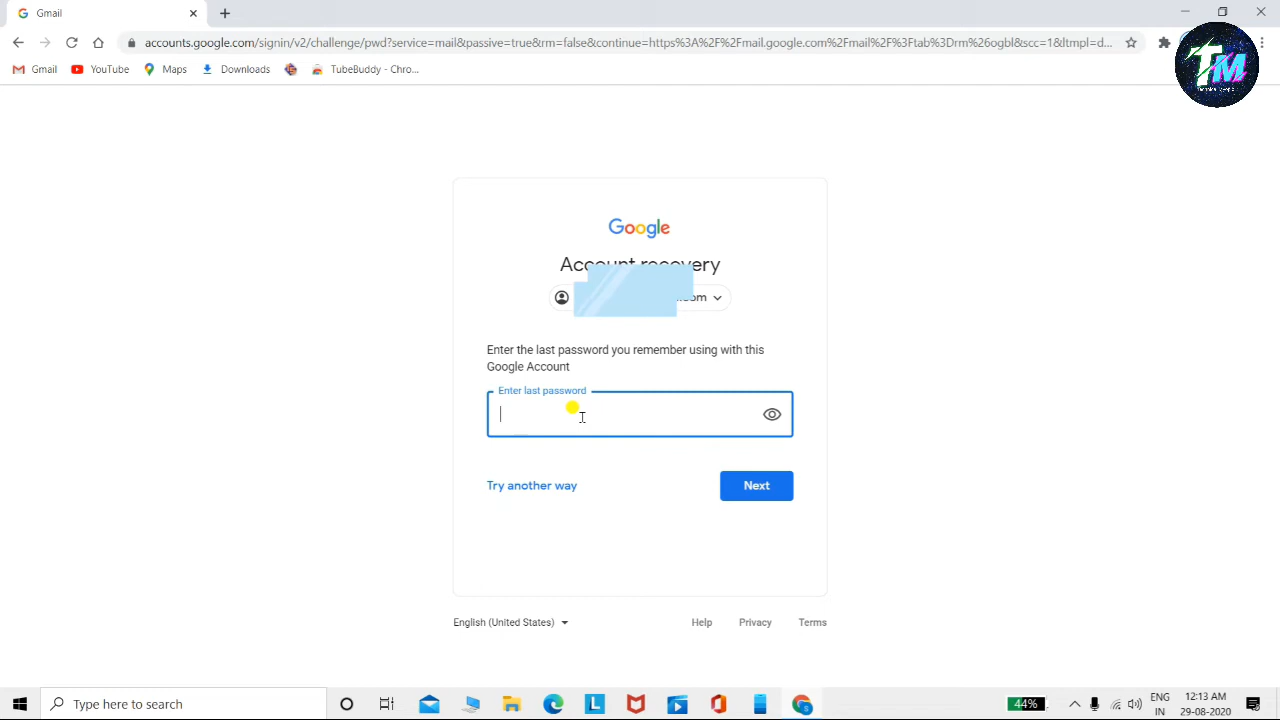 Gmail
accounts.google.com/signin/v2/challenge/pwd?service=mail&passive=true&rm=false&continue=https%3A%2F%2Fmail.google.com%2Fmail%2F%3Ftab%3Drm%26ogbl&scc=1&ltmpl=d...
Gmail YouTube Maps Downloads TubeBuddy - Chro...
TM
Google
Account recovery
Enter the last password you remember using with this
Google Account
Enter last password
Try another way Next
English (United States) Help Privacy Terms
Type here to search
44%
ENG
IN
12:13 AM
29-08-2020